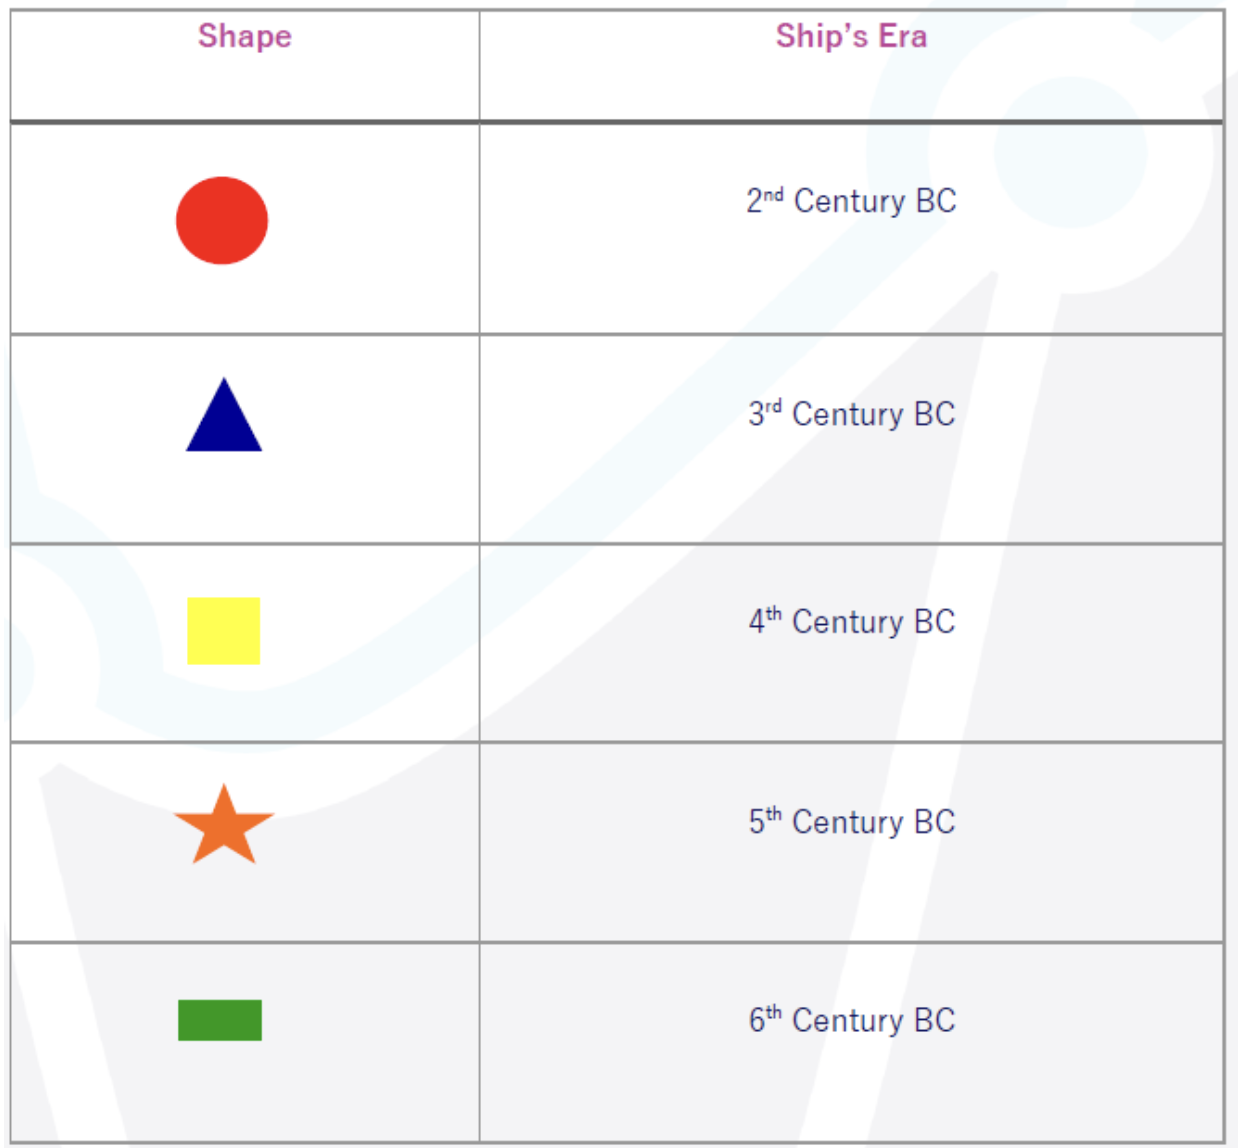 Shape Ship’s Era
2nd Century BC
3rd Century BC
4th Century BC
5th Century BC
6th Century BC